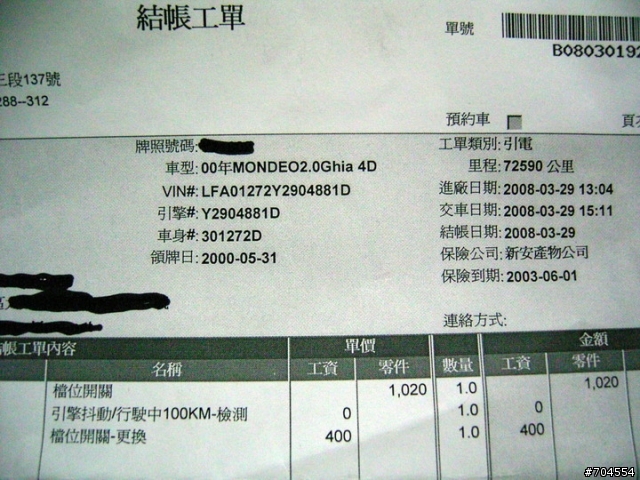 結帳工單
單號
B08030192
三段137號
288--312
預約車
頁
牌照號碼:
工單類別: 引電
車型: 00年MONDEO2.0Ghia 4D
里程: 72590 公里
VIN#: LFA01272Y2904881D
進廠日期: 2008-03-29 13:04
引擎#: Y2904881D
交車日期: 2008-03-29 15:11
車身#: 301272D
結帳日期: 2008-03-29
領牌日: 2000-05-31
保險公司: 新安產物公司
保險到期: 2003-06-01
區
連絡方式:
結帳工單內容 單價 金額
名稱 工資 零件 數量 工資 零件
檔位開關 1,020 1.0 1,020
引擎抖動/行駛中100KM-檢測 0 1.0 0
檔位開關-更換 400 1.0 400
#704554